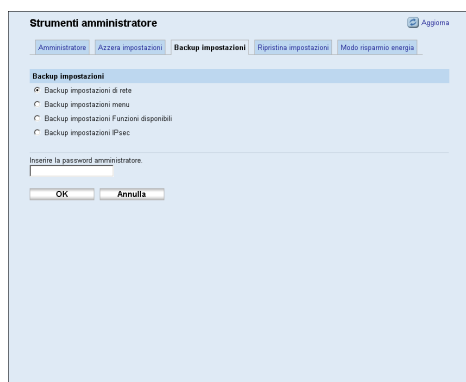 Strumenti amministratore
Aggiorna
Amministratore Azzera impostazioni Backup impostazioni Ripristina impostazioni Modo risparmio energia
Backup impostazioni
Backup impostazioni di rete
Backup impostazioni menu
Backup impostazioni Funzioni disponibili
Backup impostazioni IPsec
Inserire la password amministratore.
OK Annulla